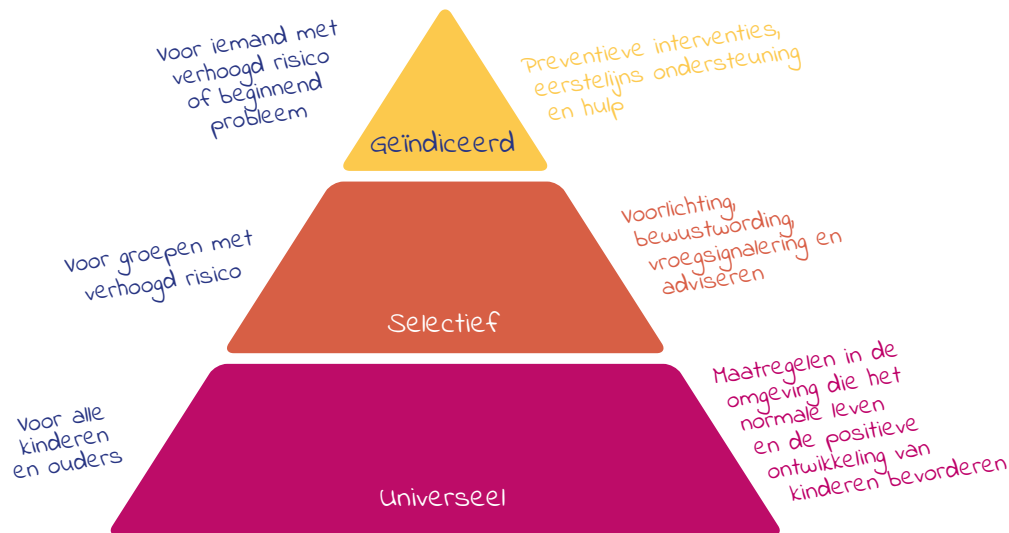 Voor iemand met
verhoogd risico
of beginnend
probleem
Preventieve interventies,
eerstelijns ondersteuning
en hulp
Geïndiceerd
Voor groepen met
verhoogd risico
Voorlichting,
bewustwording,
vroegsignalering en
adviseren
Selectief
Voor alle
kinderen
en ouders
Maatregelen in de
omgeving die het
normale leven
en de positieve
ontwikkeling van
kinderen bevorderen
Universeel